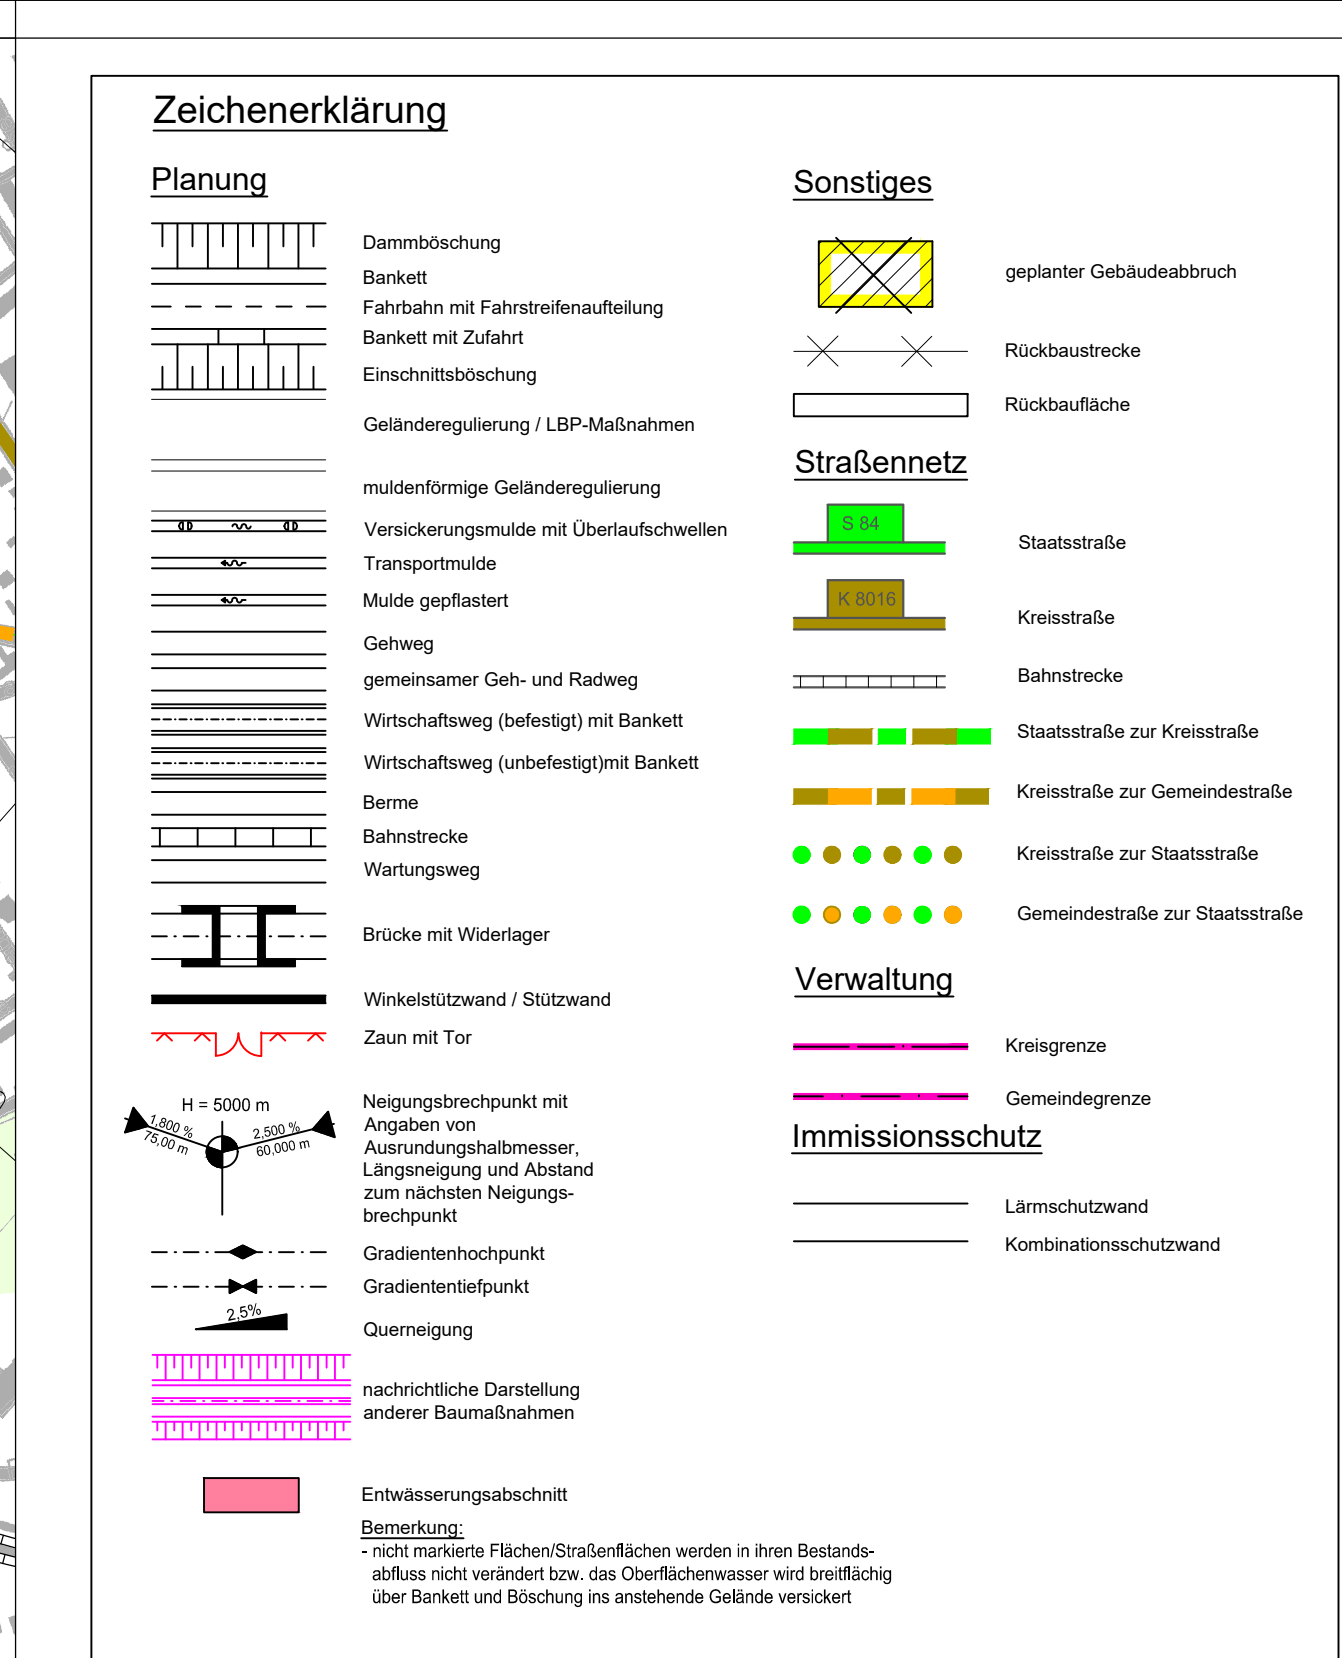 Zeichenerklärung
Planung
Dammböschung
Bankett
Fahrbahn mit Fahrstreifenaufteilung
Bankett mit Zufahrt
Einschnittsböschung
Geländeregulierung / LBP-Maßnahmen
muldenförmige Geländeregulierung
Versickerungsmulde mit Überlaufschwellen
Transportmulde
Mulde gepflastert
Gehweg
gemeinsamer Geh- und Radweg
Wirtschaftsweg (befestigt) mit Bankett
Wirtschaftsweg (unbefestigt)mit Bankett
Berme
Bahnstrecke
Wartungsweg
Brücke mit Widerlager
Winkelstützwand / Stützwand
Zaun mit Tor
H = 5000 m
1,800 %
75,00 m
2,500 %
60,000 m
Neigungsbrechpunkt mit
Angaben von
Ausrundungshalbmesser,
Längsneigung und Abstand
zum nächsten Neigungs-
brechpunkt
Gradientenhochpunkt
Gradiententiefpunkt
2,5%
Querneigung
nachrichtliche Darstellung
anderer Baumaßnahmen
Entwässerungsabschnitt
Bemerkung:
- nicht markierte Flächen/Straßenflächen werden in ihren Bestands-
abfluss nicht verändert bzw. das Oberflächenwasser wird breitflächig
über Bankett und Böschung ins anstehende Gelände versickert
Sonstiges
geplanter Gebäudeabbruch
Rückbaustrecke
Rückbaufläche
Straßennetz
S 84
Staatsstraße
K 8016
Kreisstraße
Bahnstrecke
Staatsstraße zur Kreisstraße
Kreisstraße zur Gemeindestraße
Kreisstraße zur Staatsstraße
Gemeindestraße zur Staatsstraße
Verwaltung
Kreisgrenze
Gemeindegrenze
Immissionsschutz
Lärmschutzwand
Kombinationsschutzwand